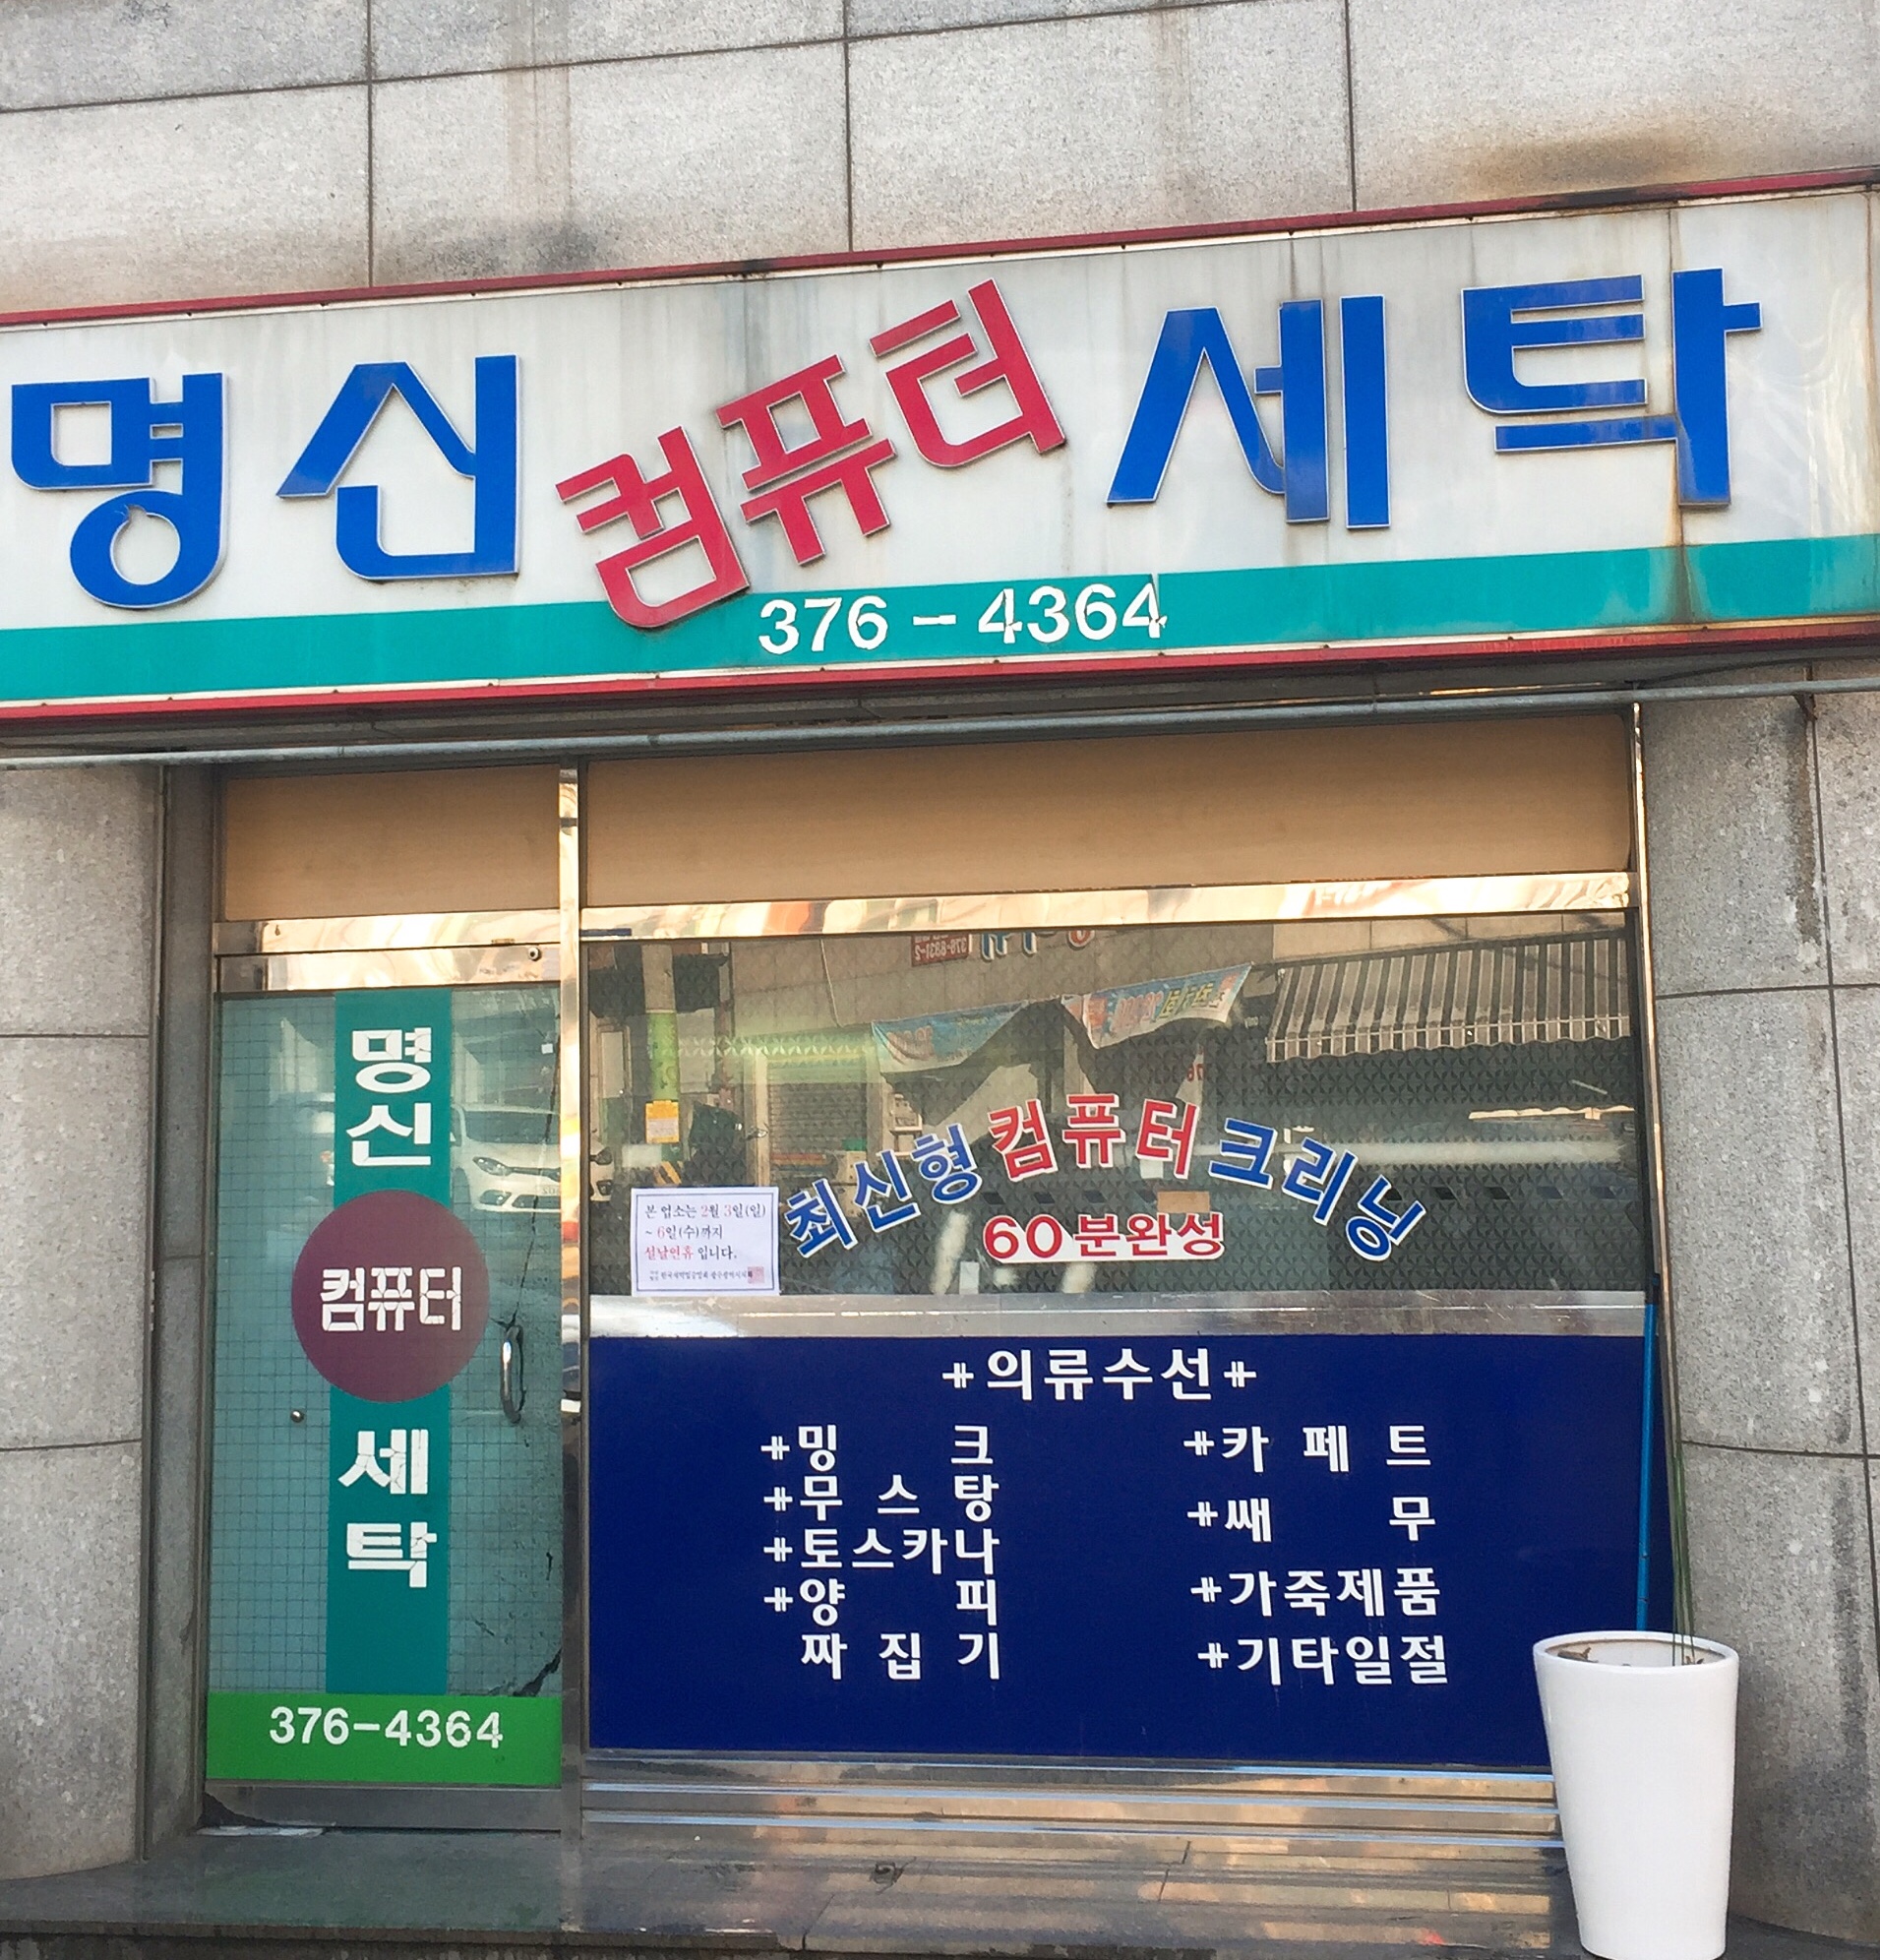 명신컴퓨터세탁
376-4364
명신
컴퓨터
세탁
376-4364
최신형컴퓨터크리닝
60분완성
본 업소는 2월 3일(일)
~ 6일(수)까지
설날연휴 입니다.
의류수선
밍크
무스탕
토스카나
양피
짜집기
카페트
쌔무
가죽제품
기타일절